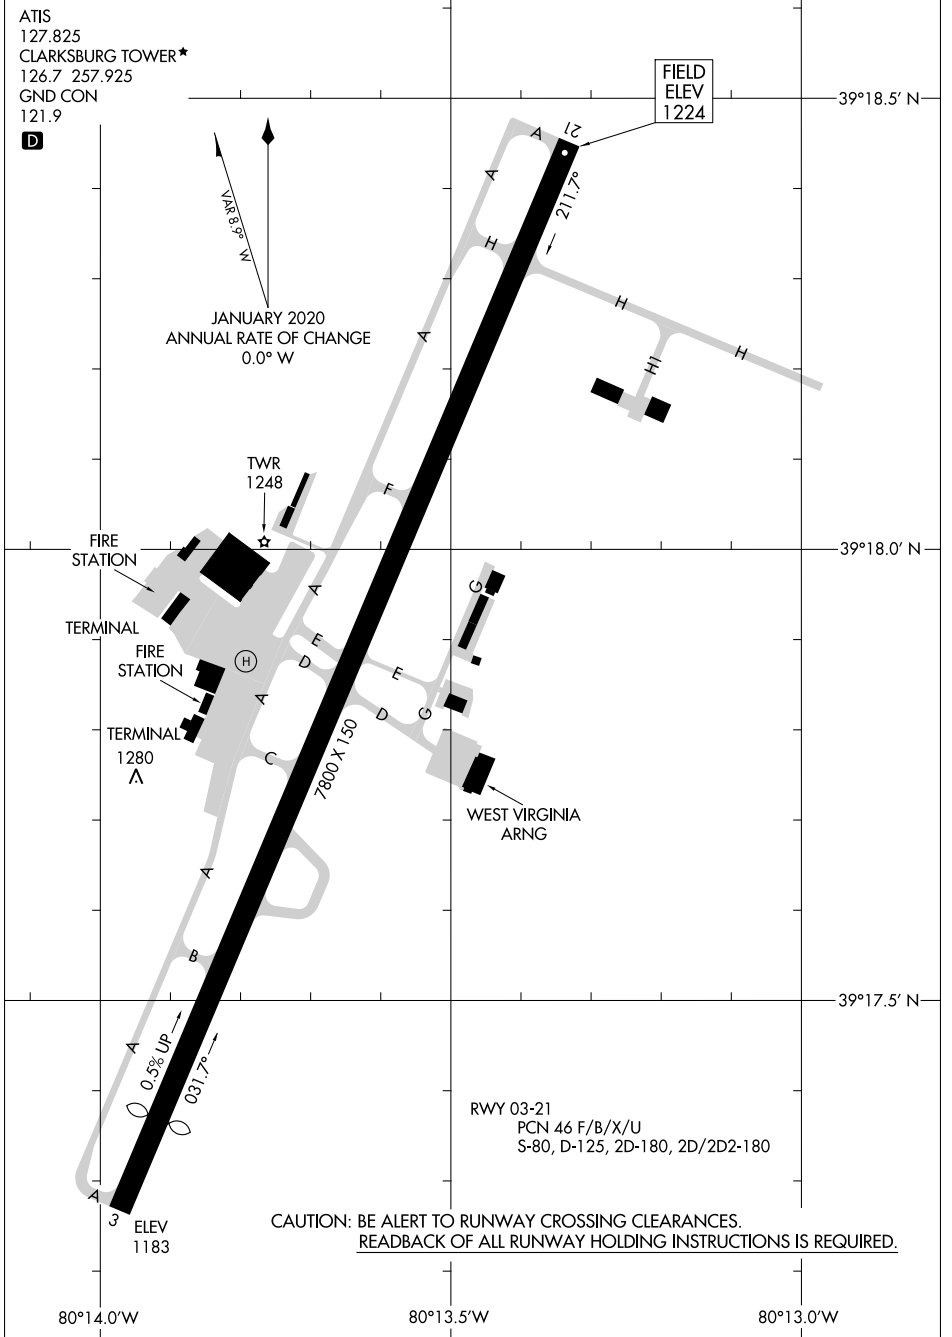 ATIS
127.825
CLARKSBURG TOWER★
126.7 257.925
GND CON
121.9
D
FIELD
ELEV
1224
39°18.5' N
VAR 8.9° W
JANUARY 2020
ANNUAL RATE OF CHANGE
0.0° W
21
A
A
211.7°
H
H
H
H1
A
F
TWR
1248
39°18.0' N
FIRE
STATION
TERMINAL
FIRE
STATION
H
TERMINAL
1280
A
E
D
A
E
D
G
G
C
7800 X 150
WEST VIRGINIA
ARNG
A
B
39°17.5' N
A
0.5% UP
031.7°
RWY 03-21
PCN 46 F/B/X/U
S-80, D-125, 2D-180, 2D/2D2-180
A
3
ELEV
1183
CAUTION: BE ALERT TO RUNWAY CROSSING CLEARANCES.
READBACK OF ALL RUNWAY HOLDING INSTRUCTIONS IS REQUIRED.
80°14.0'W
80°13.5'W
80°13.0'W